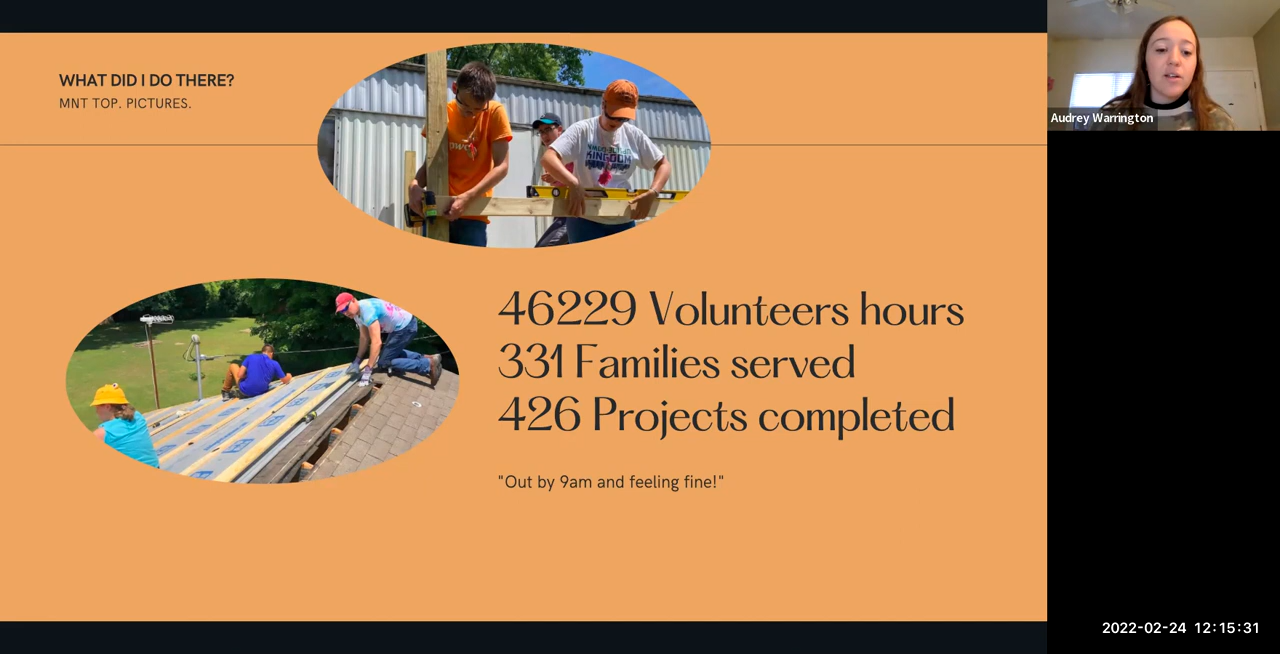 WHAT DID I DO THERE?
MNT TOP. PICTURES.
KINGDOM
46229 Volunteers hours
331 Families served
426 Projects completed
"Out by 9am and feeling fine!"
Audrey Warrington
2022-02-24 12:15:31